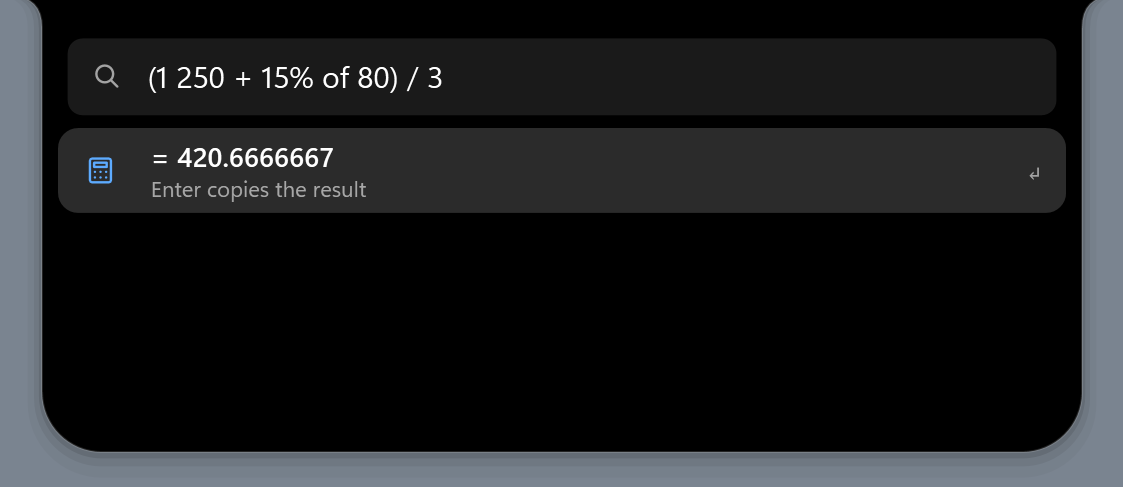 (1 250 + 15% of 80) / 3
= 420.6666667
Enter copies the result